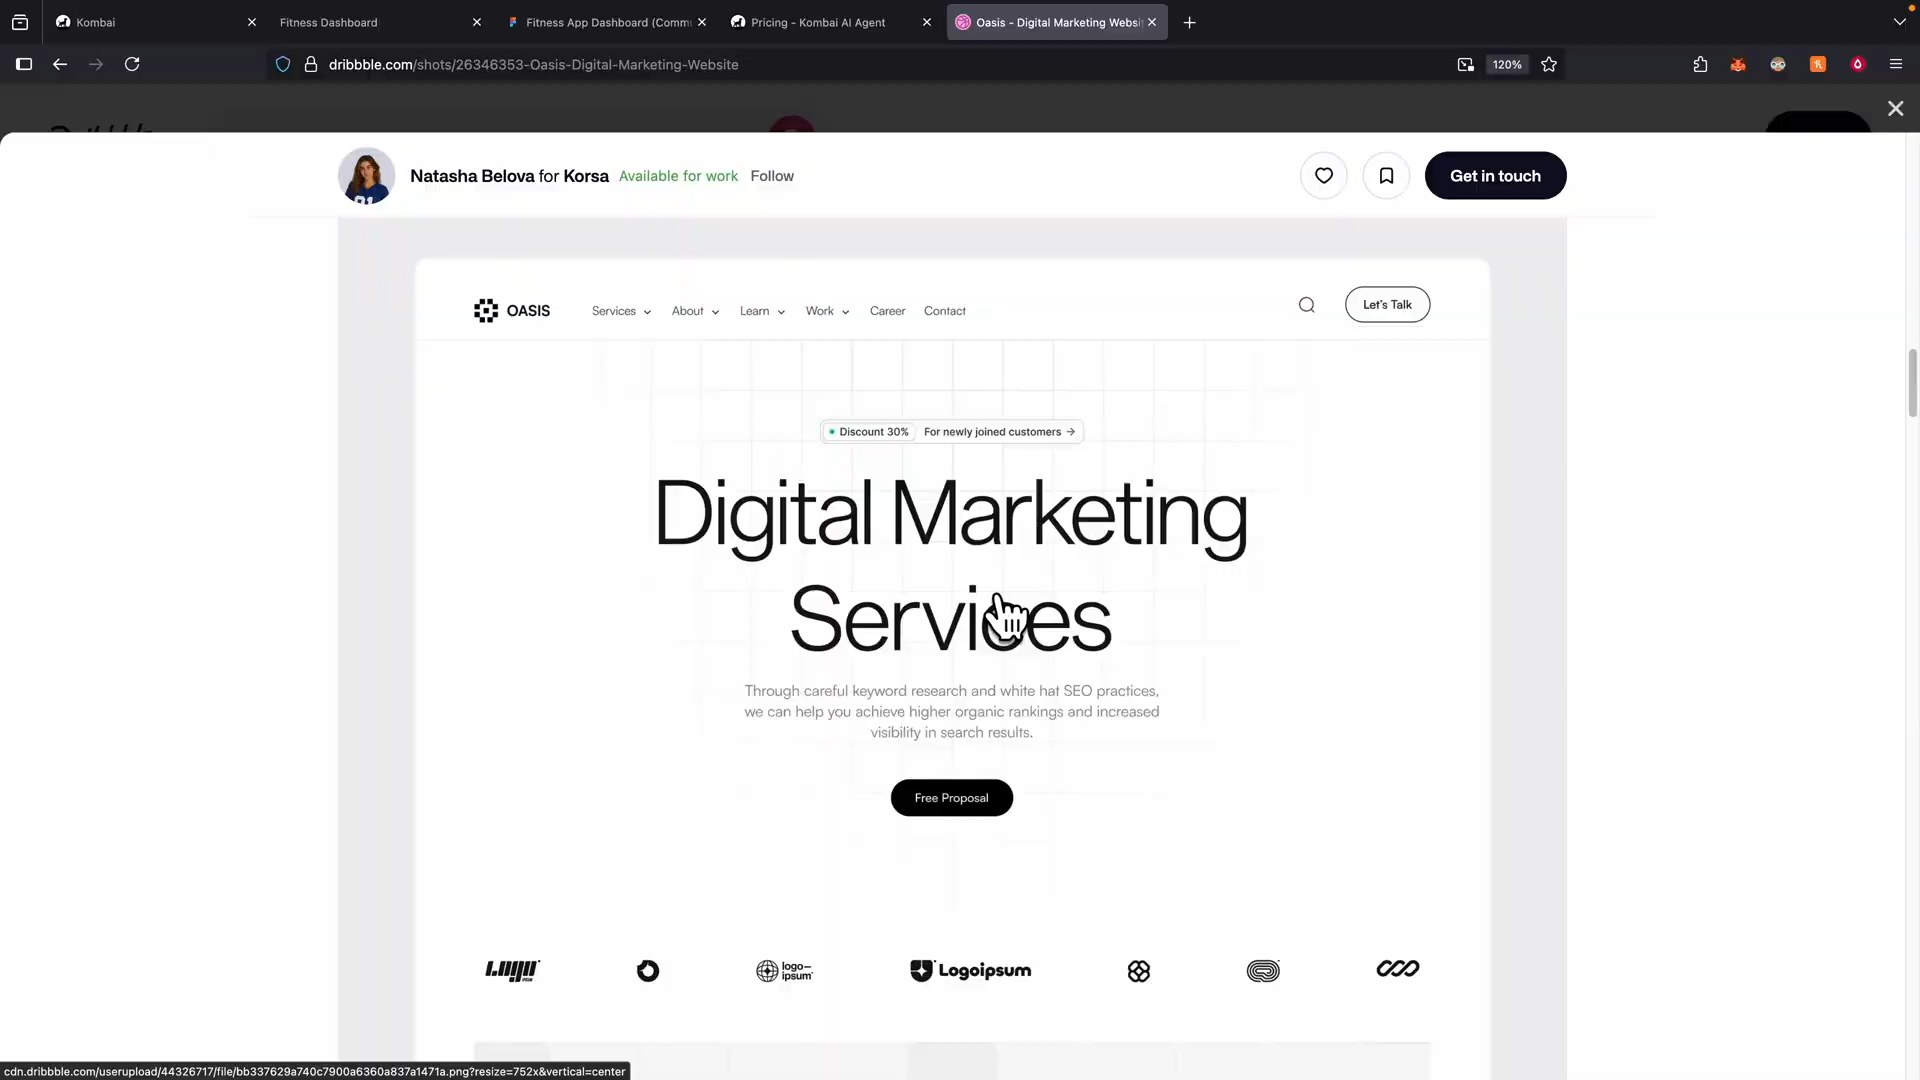 Kombai
Fitness Dashboard
Fitness App Dashboard (Commu
Pricing - Kombai AI Agent
Oasis - Digital Marketing Websi
dribbble.com/shots/26346353-Oasis-Digital-Marketing-Website
120%
Natasha Belova for Korsa Available for work Follow
Get in touch
OASIS
Services
About
Learn
Work
Career
Contact
Let's Talk
Discount 30% For newly joined customers →
Digital Marketing
Services
Through careful keyword research and white hat SEO practices,
we can help you achieve higher organic rankings and increased
visibility in search results.
Free Proposal
logo-
ipsum
Logoipsum
cdn.dribbble.com/userupload/44326717/file/bb337629a740c7900a6360a837a1471a.png?resize=752x&vertical=center